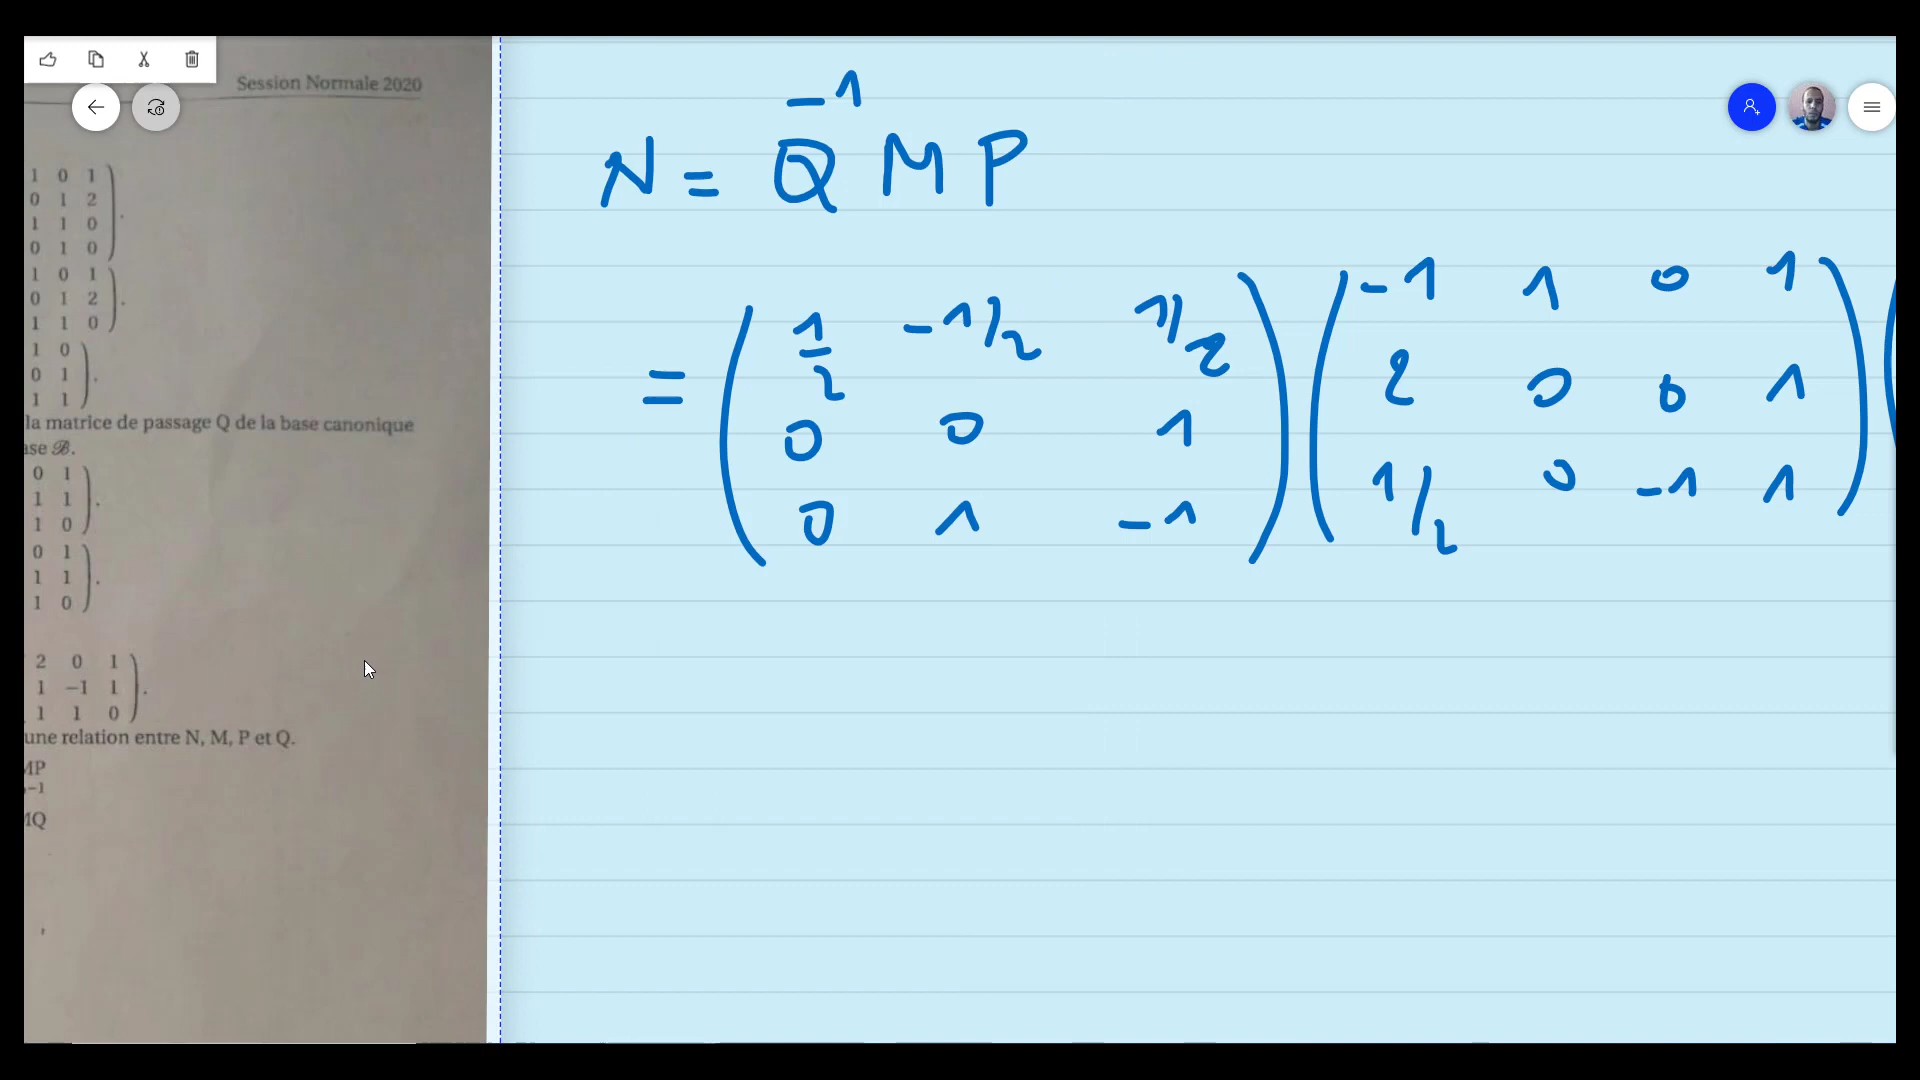 Session Normale 2020
1 0 1
0 1 2
1 1 0
0 1 0
1 0 1
0 1 2
1 1 0
1 0
0 1
1 1
la matrice de passage Q de la base canonique
ase ℬ.
0 1
1 1
1 0
0 1
1 1
1 0
2 0 1
1 −1 1
1 1 0
une relation entre N, M, P et Q.
MP
−1
MQ
N = Q⁻¹ M P
= ( 1/2 -1/2 1/2 ) ( -1 1 0 1 ) (
0 0 1 2 0 0 1
0 1 -1 1/2 0 -1 1